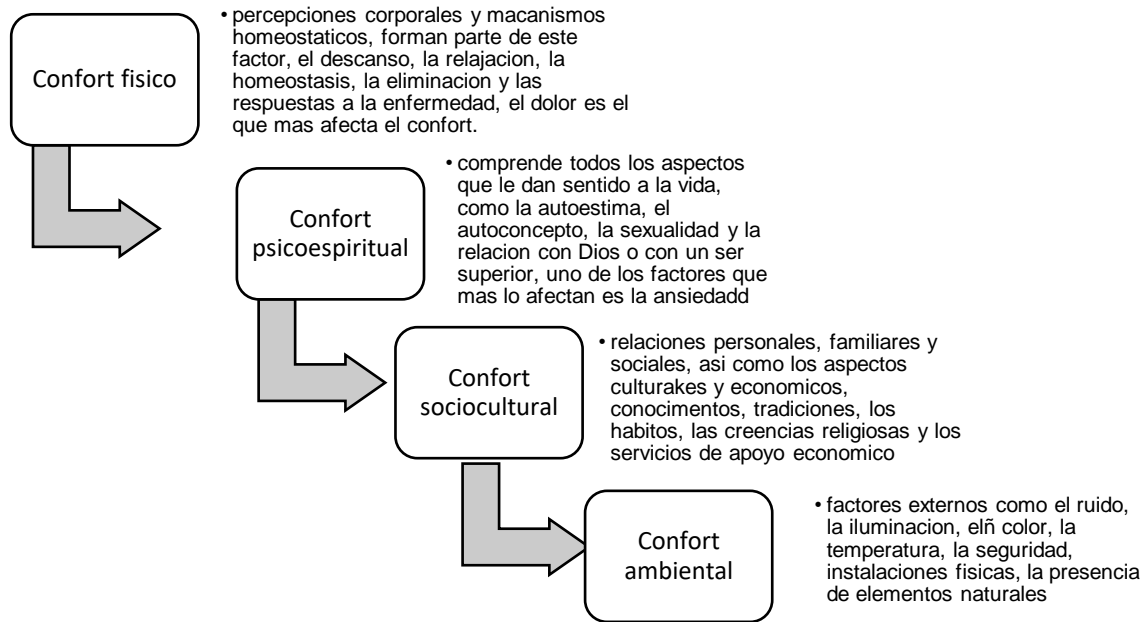 Confort fisico
• percepciones corporales y macanismos
homeostaticos, forman parte de este
factor, el descanso, la relajacion, la
homeostasis, la eliminacion y las
respuestas a la enfermedad, el dolor es el
que mas afecta el confort.
Confort
psicoespiritual
• comprende todos los aspectos
que le dan sentido a la vida,
como la autoestima, el
autoconcepto, la sexualidad y la
relacion con Dios o con un ser
superior, uno de los factores que
mas lo afectan es la ansiedadd
Confort
sociocultural
• relaciones personales, familiares y
sociales, asi como los aspectos
culturakes y economicos,
conocimentos, tradiciones, los
habitos, las creencias religiosas y los
servicios de apoyo economico
Confort
ambiental
• factores externos como el ruido,
la iluminacion, elñ color, la
temperatura, la seguridad,
instalaciones fisicas, la presencia
de elementos naturales